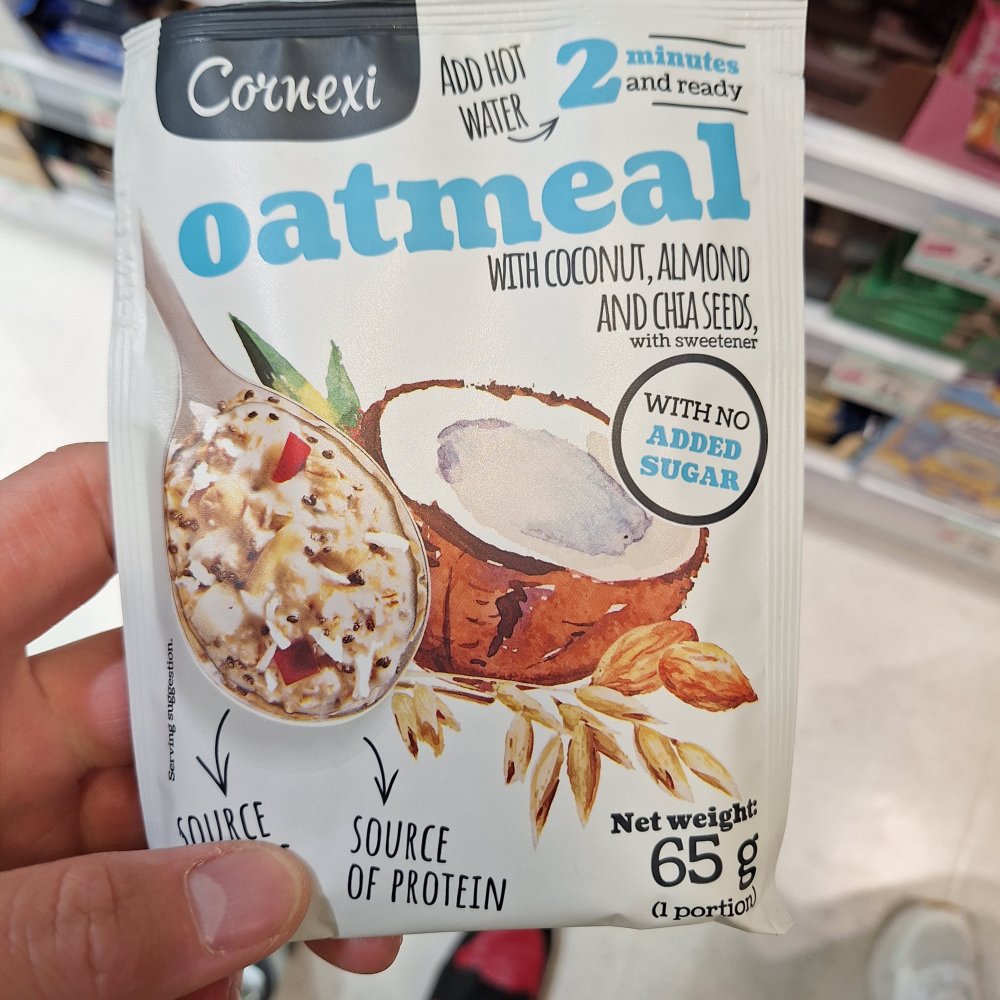 Cornexi
ADD HOT
WATER
2 minutes
and ready
oatmeal
WITH COCONUT, ALMOND
AND CHIA SEEDS,
with sweetener
WITH NO
ADDED
SUGAR
Serving suggestion.
SOURCE
SOURCE
OF PROTEIN
Net weight:
65 g
(1 portion)